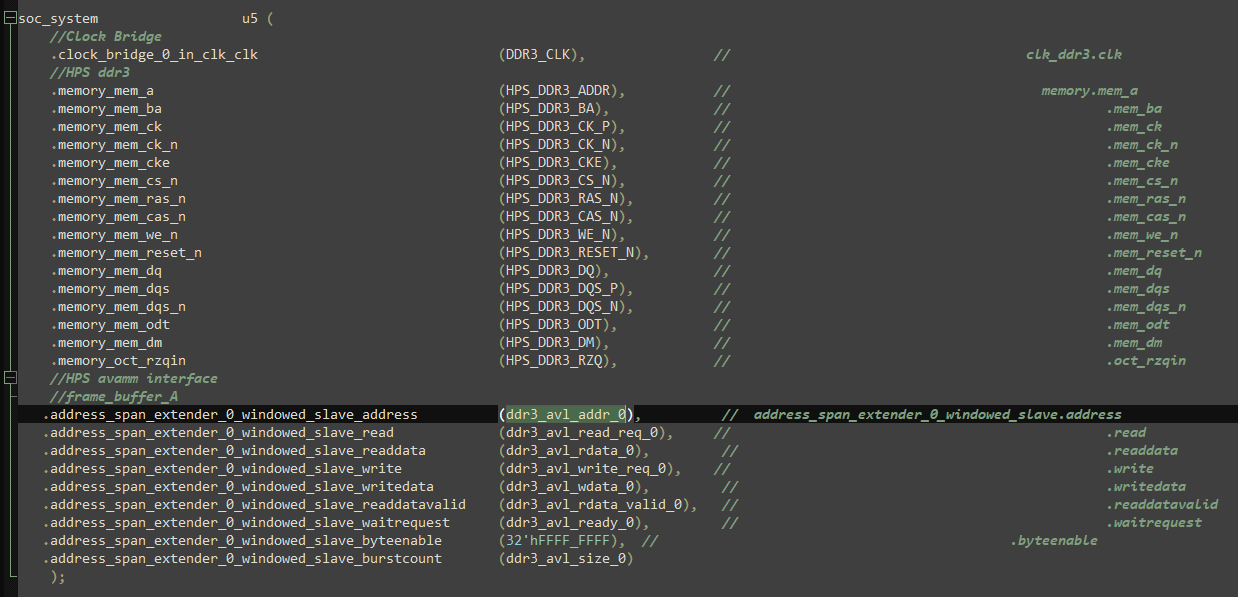 soc_system u5 (
//Clock Bridge
.clock_bridge_0_in_clk_clk (DDR3_CLK), // clk_ddr3.clk
//HPS ddr3
.memory_mem_a (HPS_DDR3_ADDR), // memory.mem_a
.memory_mem_ba (HPS_DDR3_BA), // .mem_ba
.memory_mem_ck (HPS_DDR3_CK_P), // .mem_ck
.memory_mem_ck_n (HPS_DDR3_CK_N), // .mem_ck_n
.memory_mem_cke (HPS_DDR3_CKE), // .mem_cke
.memory_mem_cs_n (HPS_DDR3_CS_N), // .mem_cs_n
.memory_mem_ras_n (HPS_DDR3_RAS_N), // .mem_ras_n
.memory_mem_cas_n (HPS_DDR3_CAS_N), // .mem_cas_n
.memory_mem_we_n (HPS_DDR3_WE_N), // .mem_we_n
.memory_mem_reset_n (HPS_DDR3_RESET_N), // .mem_reset_n
.memory_mem_dq (HPS_DDR3_DQ), // .mem_dq
.memory_mem_dqs (HPS_DDR3_DQS_P), // .mem_dqs
.memory_mem_dqs_n (HPS_DDR3_DQS_N), // .mem_dqs_n
.memory_mem_odt (HPS_DDR3_ODT), // .mem_odt
.memory_mem_dm (HPS_DDR3_DM), // .mem_dm
.memory_oct_rzqin (HPS_DDR3_RZQ), // .oct_rzqin
//HPS avamm interface
//frame_buffer_A
.address_span_extender_0_windowed_slave_address (ddr3_avl_addr_0), // address_span_extender_0_windowed_slave.address
.address_span_extender_0_windowed_slave_read (ddr3_avl_read_req_0), // .read
.address_span_extender_0_windowed_slave_readdata (ddr3_avl_rdata_0), // .readdata
.address_span_extender_0_windowed_slave_write (ddr3_avl_write_req_0), // .write
.address_span_extender_0_windowed_slave_writedata (ddr3_avl_wdata_0), // .writedata
.address_span_extender_0_windowed_slave_readdatavalid (ddr3_avl_rdata_valid_0), // .readdatavalid
.address_span_extender_0_windowed_slave_waitrequest (ddr3_avl_ready_0), // .waitrequest
.address_span_extender_0_windowed_slave_byteenable (32'hFFFF_FFFF), // .byteenable
.address_span_extender_0_windowed_slave_burstcount (ddr3_avl_size_0)
);